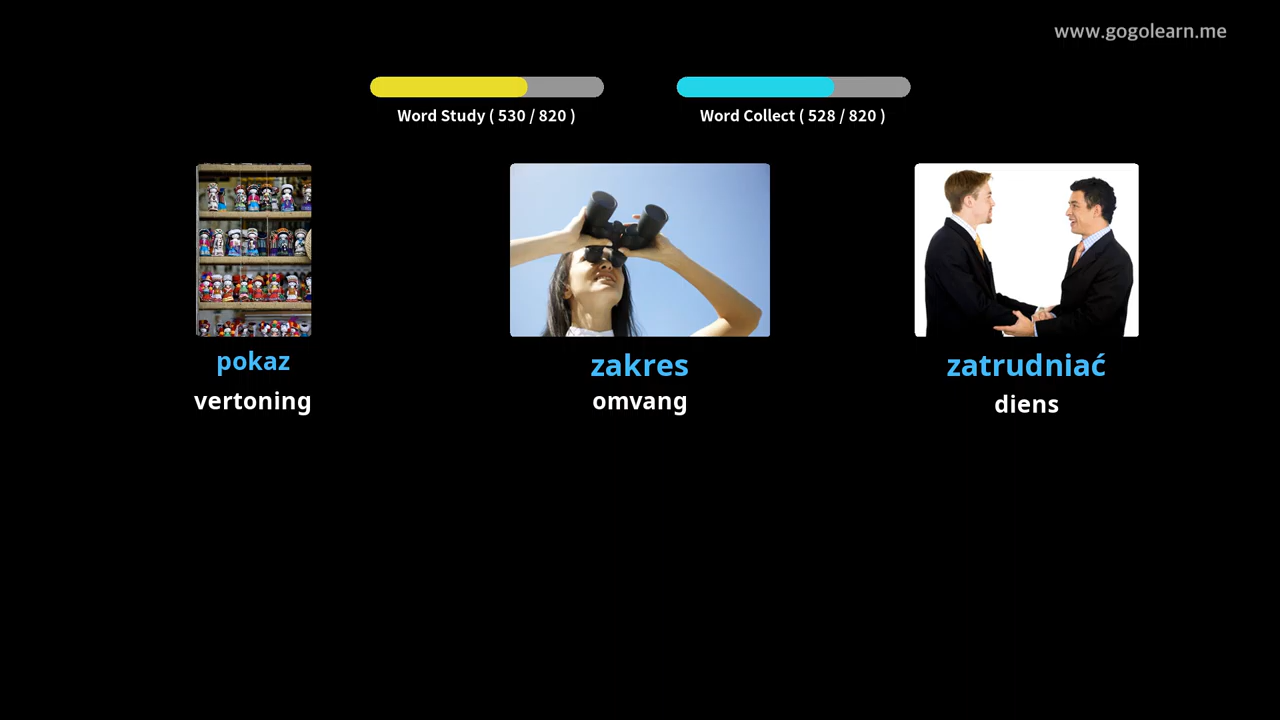 www.gogolearn.me
Word Study ( 530 / 820 )
Word Collect ( 528 / 820 )
pokaz
vertoning
zakres
omvang
zatrudniać
diens